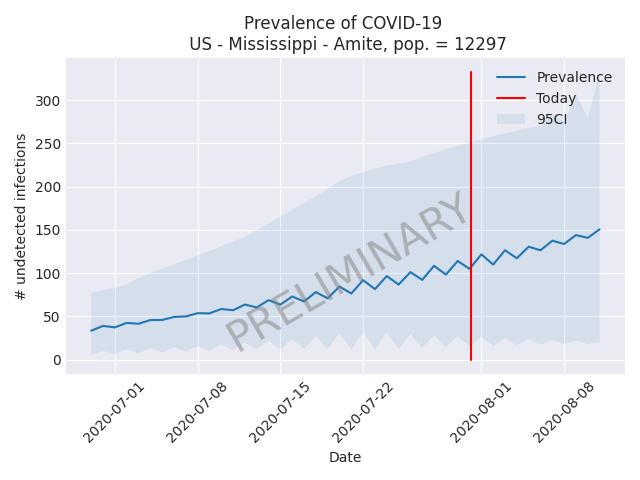 Prevalence of COVID-19
US - Mississippi - Amite, pop. = 12297
Prevalence
Today
95CI
# undetected infections
300
250
200
150
100
50
0
PRELIMINARY
2020-07-01
2020-07-08
2020-07-15
2020-07-22
2020-08-01
2020-08-08
Date